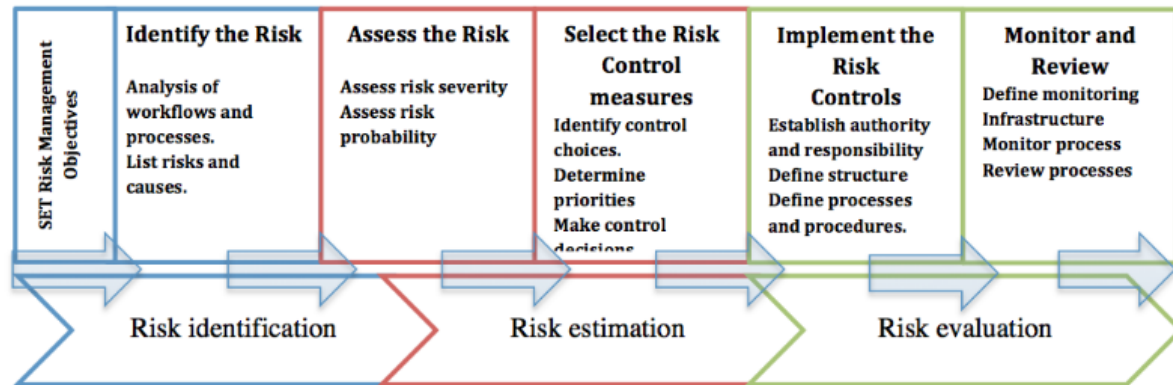 SET Risk Management
Objectives
Identify the Risk
Analysis of
workflows and
processes.
List risks and
causes.
Assess the Risk
Assess risk severity
Assess risk
probability
Select the Risk
Control
measures
Identify control
choices.
Determine
priorities
Make control
decisions
Implement the
Risk
Controls
Establish authority
and responsibility
Define structure
Define processes
and procedures.
Monitor and
Review
Define monitoring
Infrastructure
Monitor process
Review processes
Risk identification
Risk estimation
Risk evaluation